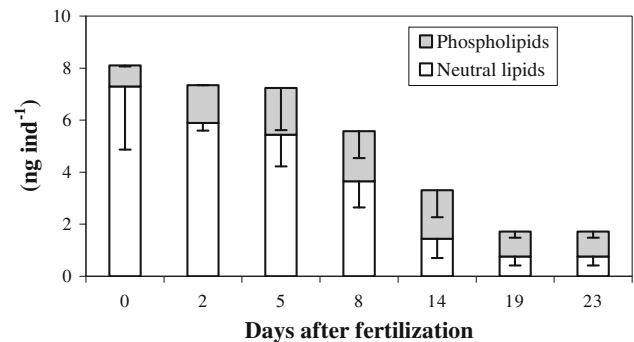 10
8
6
4
2
0
(ng ind⁻¹)
Phospholipids
Neutral lipids
0 2 5 8 14 19 23
Days after fertilization